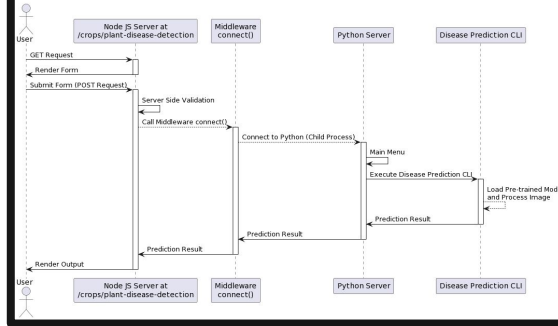 User
Node JS Server at
/crops/plant-disease-detection
Middleware
connect()
Python Server
Disease Prediction CLI
GET Request
Render Form
Submit Form (POST Request)
Server Side Validation
Call Middleware connect()
Connect to Python (Child Process)
Main Menu
Execute Disease Prediction CLI
Load Pre-trained Mod
and Process Image
Prediction Result
Prediction Result
Prediction Result
Render Output
User
Node JS Server at
/crops/plant-disease-detection
Middleware
connect()
Python Server
Disease Prediction CLI